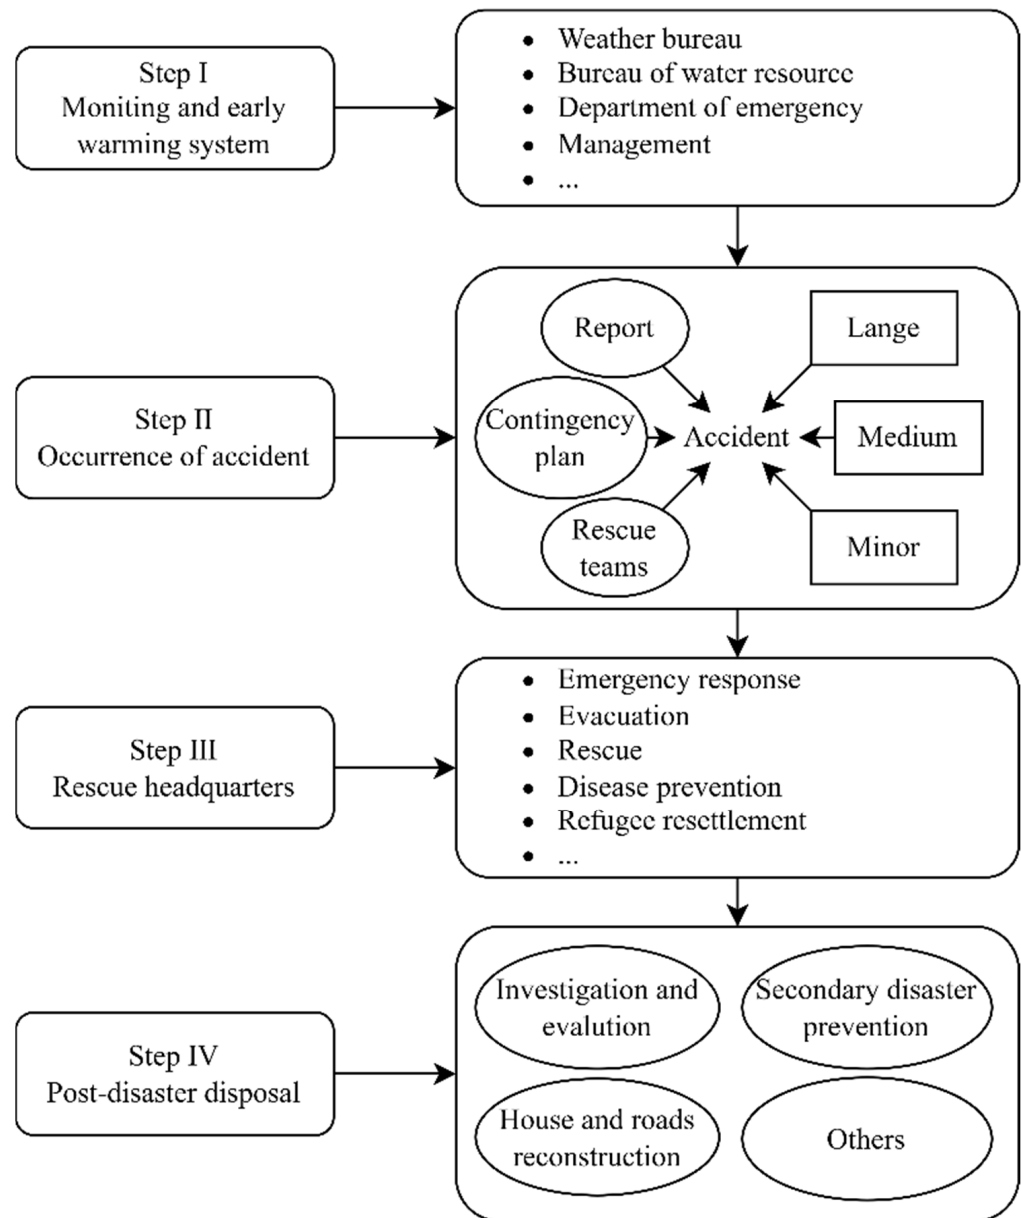 Step I
Moniting and early
warming system
• Weather bureau
• Bureau of water resource
• Department of emergency
• Management
• ...
Step II
Occurrence of accident
Report
Contingency
plan
Rescue
teams
Accident
Lange
Medium
Minor
Step III
Rescue headquarters
• Emergency response
• Evacuation
• Rescue
• Disease prevention
• Refugee resettlement
• ...
Step IV
Post-disaster disposal
Investigation and
evalution
Secondary disaster
prevention
House and roads
reconstruction
Others